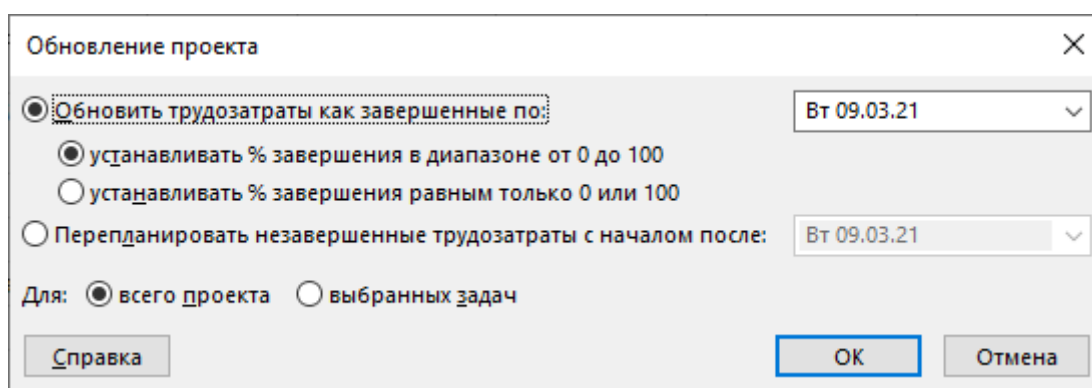 Обновление проекта
Обновить трудозатраты как завершенные по: Вт 09.03.21
устанавливать % завершения в диапазоне от 0 до 100
устанавливать % завершения равным только 0 или 100
Перепланировать незавершенные трудозатраты с началом после: Вт 09.03.21
Для: всего проекта выбранных задач
Справка ОК Отмена